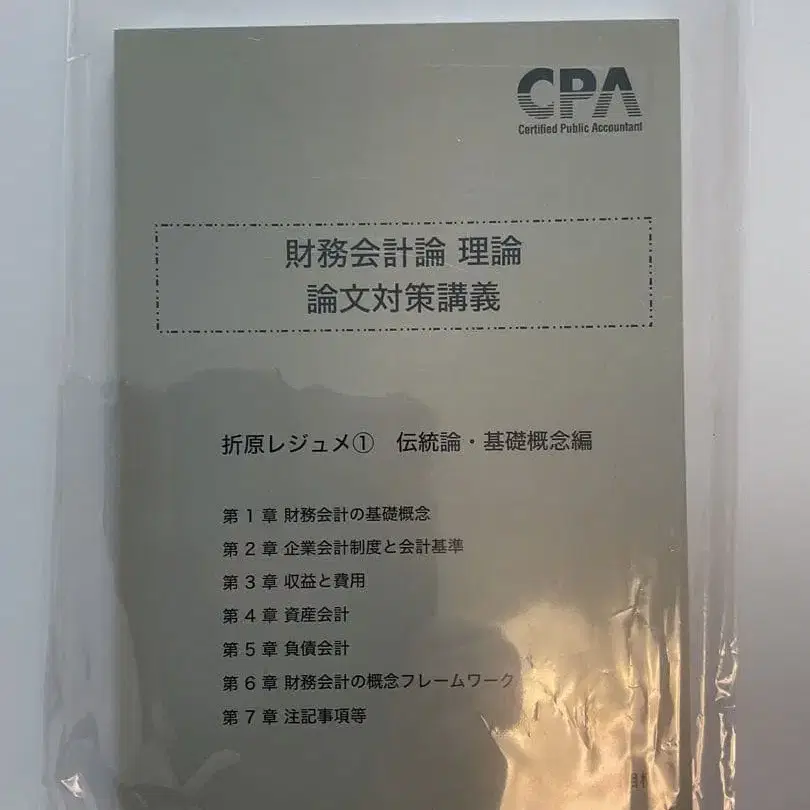 CPA
Certified Public Accountant
財務会計論 理論
論文対策講義
折原レジュメ① 伝統論・基礎概念編
第 1 章 財務会計の基礎概念
第 2 章 企業会計制度と会計基準
第 3 章 収益と費用
第 4 章 資産会計
第 5 章 負債会計
第 6 章 財務会計の概念フレームワーク
第 7 章 注記事項等